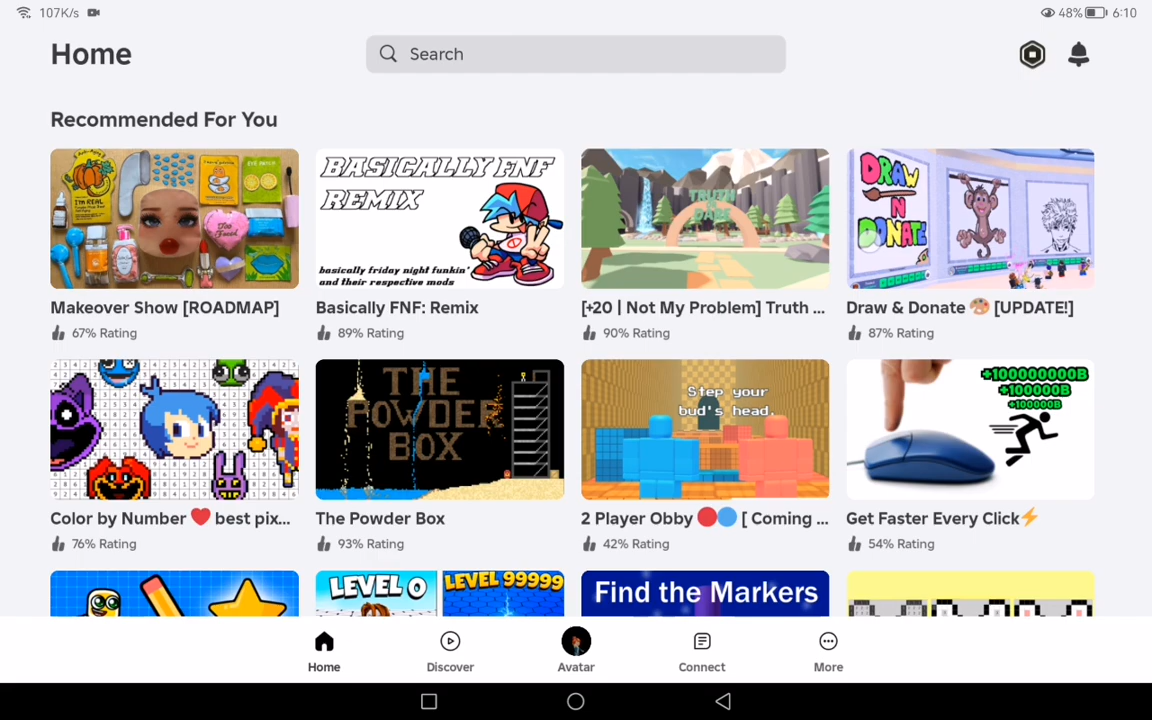 107K/s 48% 6:10
Home
Search
Recommended For You
I'M REAL
BASICALLY FNF
REMIX
basically friday night funkin'
and their respective mods
TRUTH
DARE
DRAW
N
DONATE
Makeover Show [ROADMAP]
Basically FNF: Remix
[+20 | Not My Problem] Truth ...
Draw & Donate 🎨 [UPDATE!]
67% Rating
89% Rating
90% Rating
87% Rating
THE
POWDER
BOX
Step your
bud's head.
+100000000B
+100000B
+100000B
Color by Number ❤️ best pix...
The Powder Box
2 Player Obby 🔴🔵 [ Coming ...
Get Faster Every Click⚡
76% Rating
93% Rating
42% Rating
54% Rating
LEVEL 0
LEVEL 99999
Find the Markers
Home
Discover
Avatar
Connect
More